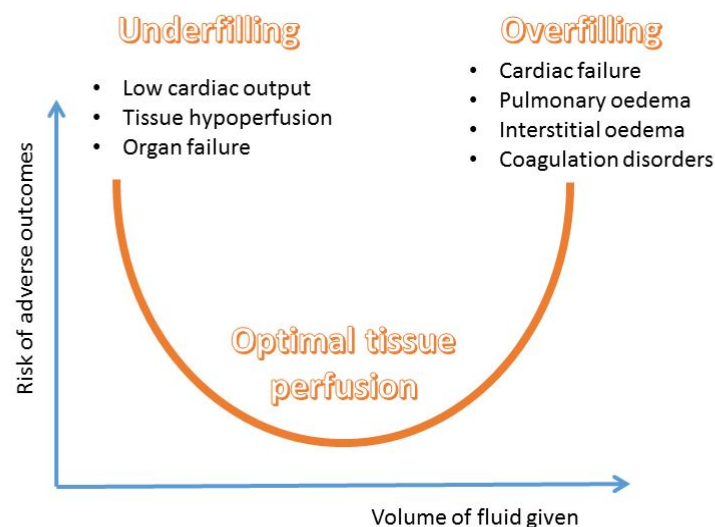 Underfilling
• Low cardiac output
• Tissue hypoperfusion
• Organ failure
Overfilling
• Cardiac failure
• Pulmonary oedema
• Interstitial oedema
• Coagulation disorders
Risk of adverse outcomes
Optimal tissue
perfusion
Volume of fluid given